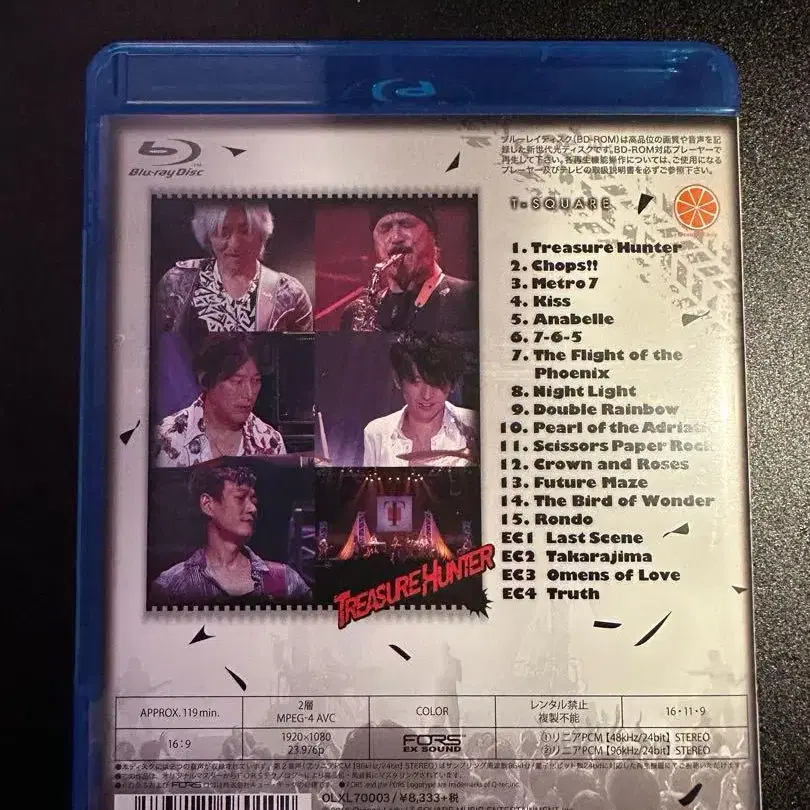 Blu-ray Disc
ブルーレイディスク(BD-ROM)は高品位の画質や音声を記
録した新世代光ディスクです。BD-ROM対応プレーヤーで
再生して下さい。各再生機能操作については、ご使用になる
プレーヤー及びテレビの取扱説明書を必ずご参照下さい。
T-SQUARE
1. Treasure Hunter
2. Chops!!
3. Metro 7
4. Kiss
5. Anabelle
6. 7-6-5
7. The Flight of the
Phoenix
8. Night Light
9. Double Rainbow
10. Pearl of the Adriatic
11. Scissors Paper Rock
12. Crown and Roses
13. Future Maze
14. The Bird of Wonder
15. Rondo
EC1 Last Scene
EC2 Takarajima
EC3 Omens of Love
EC4 Truth
T
TREASURE HUNTER
APPROX. 119 min.
2層
MPEG-4 AVC
COLOR
レンタル禁止
複製不能
16・11・9
16:9
1920×1080
23.976p
FORS
EX SOUND
①リニアPCM【48kHz/24bit】STEREO
②リニアPCM【96kHz/24bit】STEREO
OLXL70003/¥8,333+税